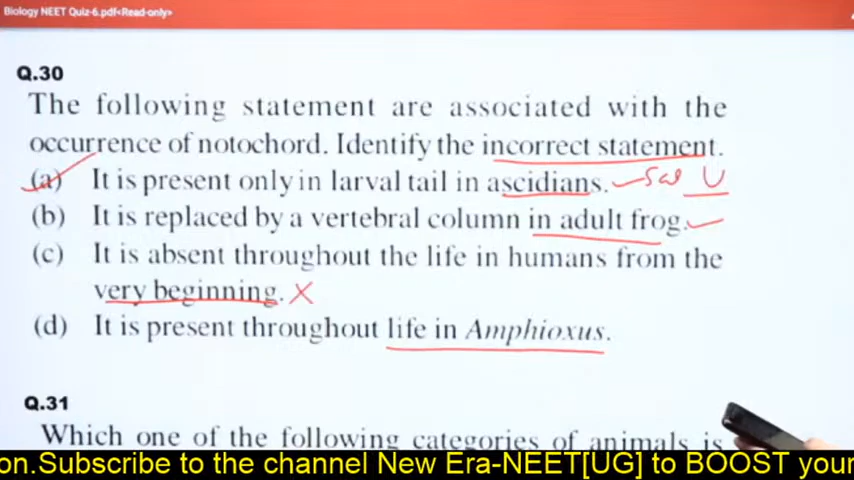 Biology NEET Quiz-6.pdf<Read-only>
Q.30
The following statement are associated with the
occurrence of notochord. Identify the incorrect statement.
(a) It is present only in larval tail in ascidians.
(b) It is replaced by a vertebral column in adult frog.
(c) It is absent throughout the life in humans from the
very beginning.
(d) It is present throughout life in Amphioxus.
Q.31
Which one of the following categories of animals is
on.Subscribe to the channel New Era-NEET[UG] to BOOST your